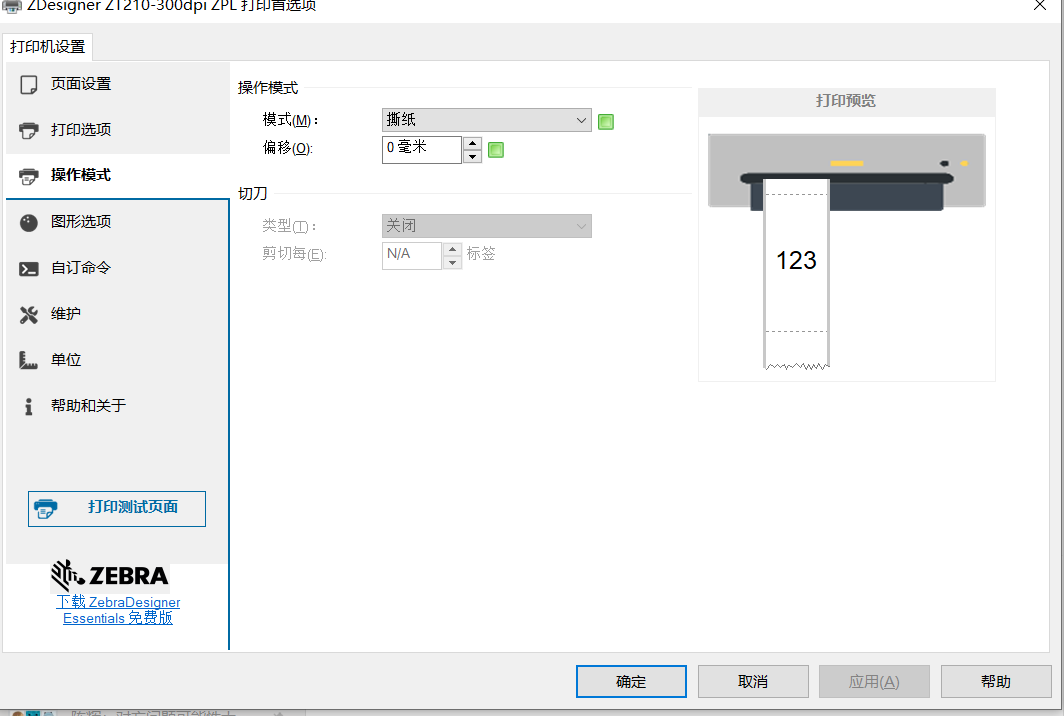 ZDesigner ZT210-300dpi ZPL 打印首选项
打印机设置
页面设置
打印选项
操作模式
图形选项
自订命令
维护
单位
帮助和关于
打印测试页面
ZEBRA
下载 ZebraDesigner
Essentials 免费版
操作模式
模式(M)：
撕纸
偏移(O):
0 毫米
切刀
类型(T)：
关闭
剪切每(E):
N/A
标签
打印预览
123
确定
取消
应用(A)
帮助